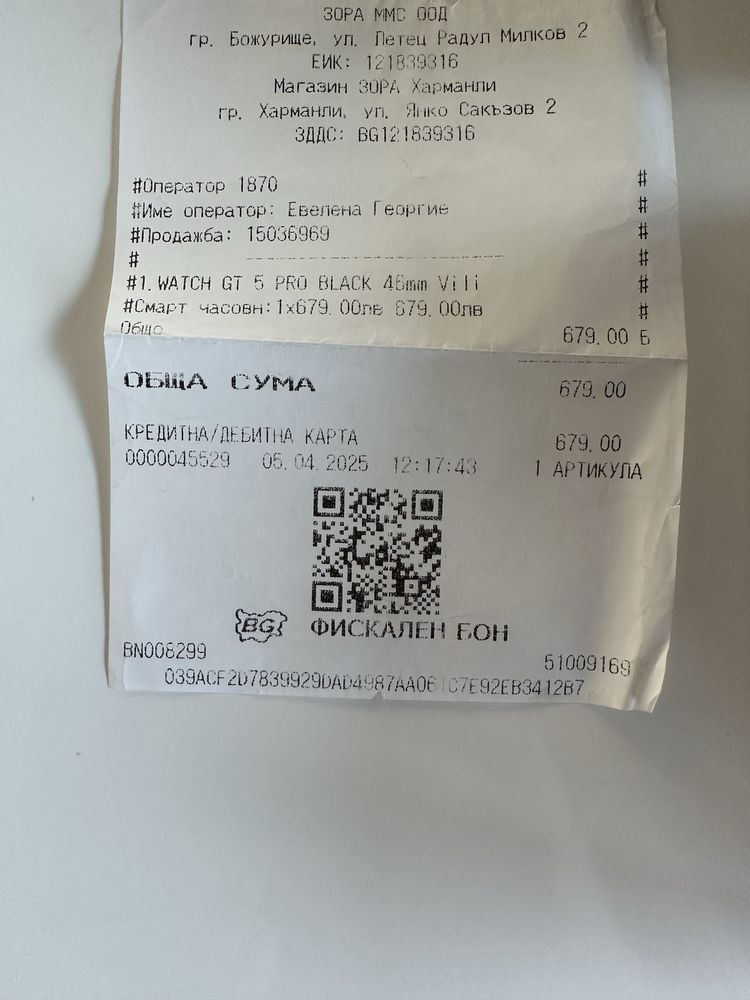 ЗОРА ММС ООД
гр. Божурище, ул. Летец Радул Милков 2
ЕИК: 121839316
Магазин ЗОРА Харманли
гр. Харманли, ул. Янко Сакъзов 2
ЗДДС: BG121839316
#Оператор 1870 #
#Име оператор: Евелена Георгие #
#Продажба: 15036969 #
# #
#1. WATCH GT 5 PRO BLACK 46mm Vili #
#Смарт часовн:1x679.00лв 679.00лв #
Общо 679.00 Б
ОБЩА СУМА 679.00
КРЕДИТНА/ДЕБИТНА КАРТА 679.00
0000045529 05.04.2025 12:17:43 1 АРТИКУЛА
BG ФИСКАЛЕН БОН
BN008299 51009169